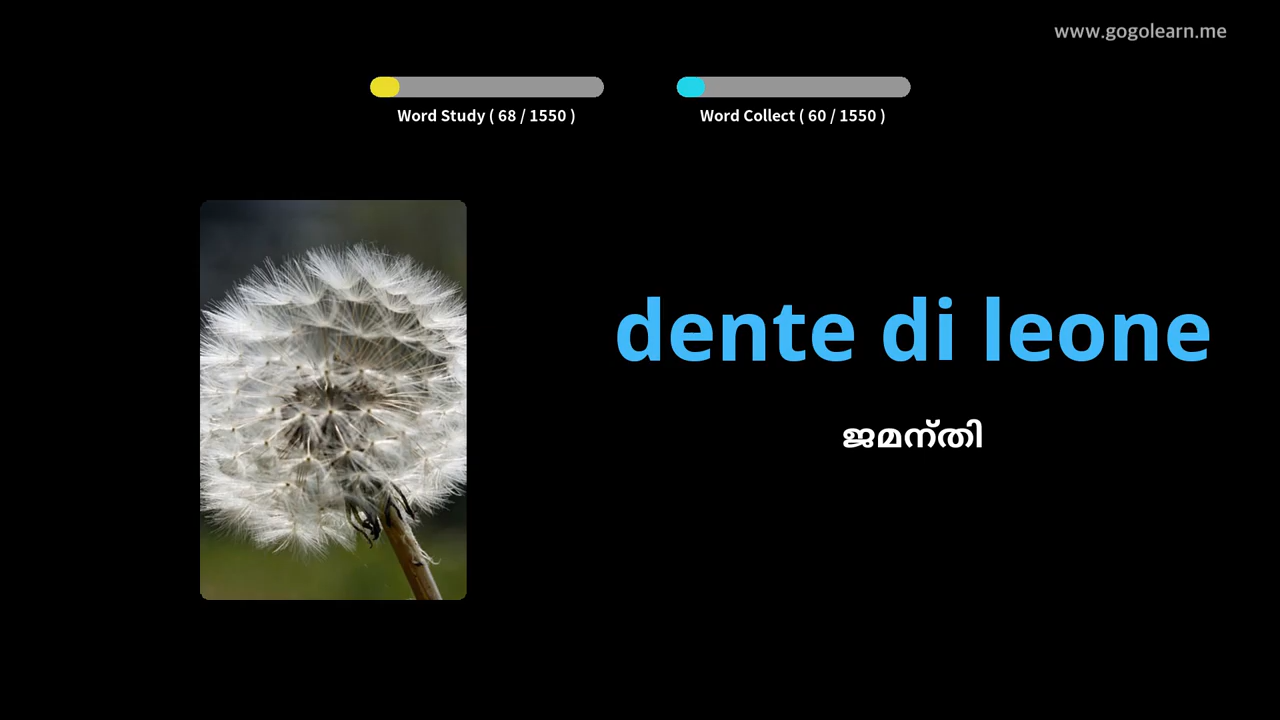 www.gogolearn.me
Word Study ( 68 / 1550 )
Word Collect ( 60 / 1550 )
dente di leone
ജമന്തി